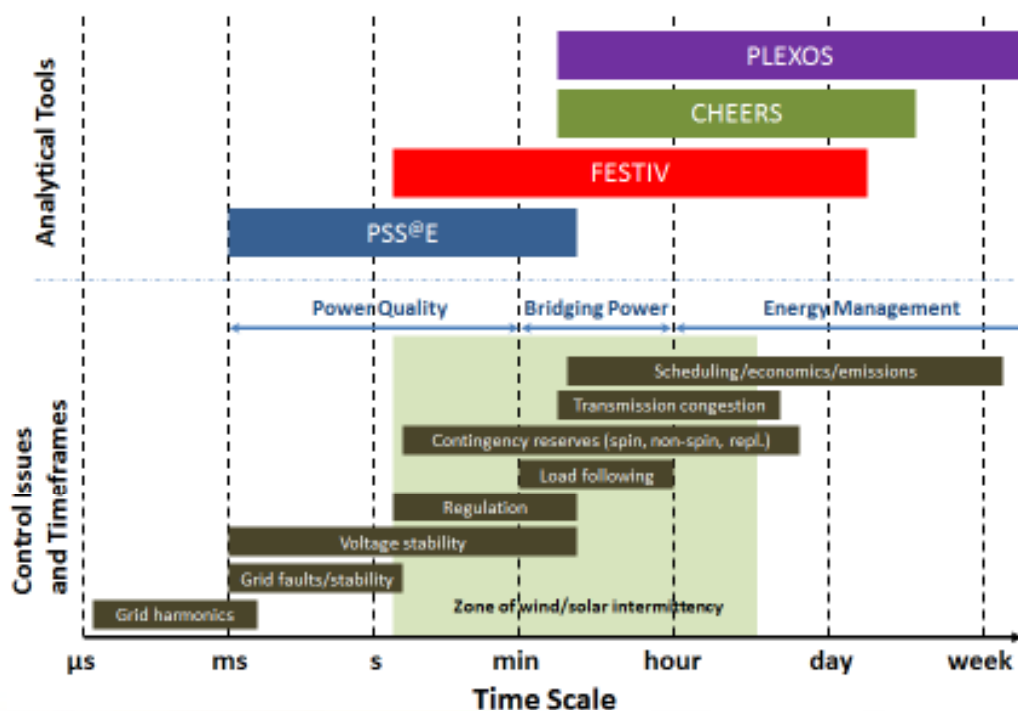 Analytical Tools
PLEXOS
CHEERS
FESTIV
PSS@E
Power Quality
Bridging Power
Energy Management
Control Issues
and Timeframes
Scheduling/economics/emissions
Transmission congestion
Contingency reserves (spin, non-spin, repl.)
Load following
Regulation
Voltage stability
Grid faults/stability
Grid harmonics
Zone of wind/solar intermittency
µs ms s min hour day week
Time Scale